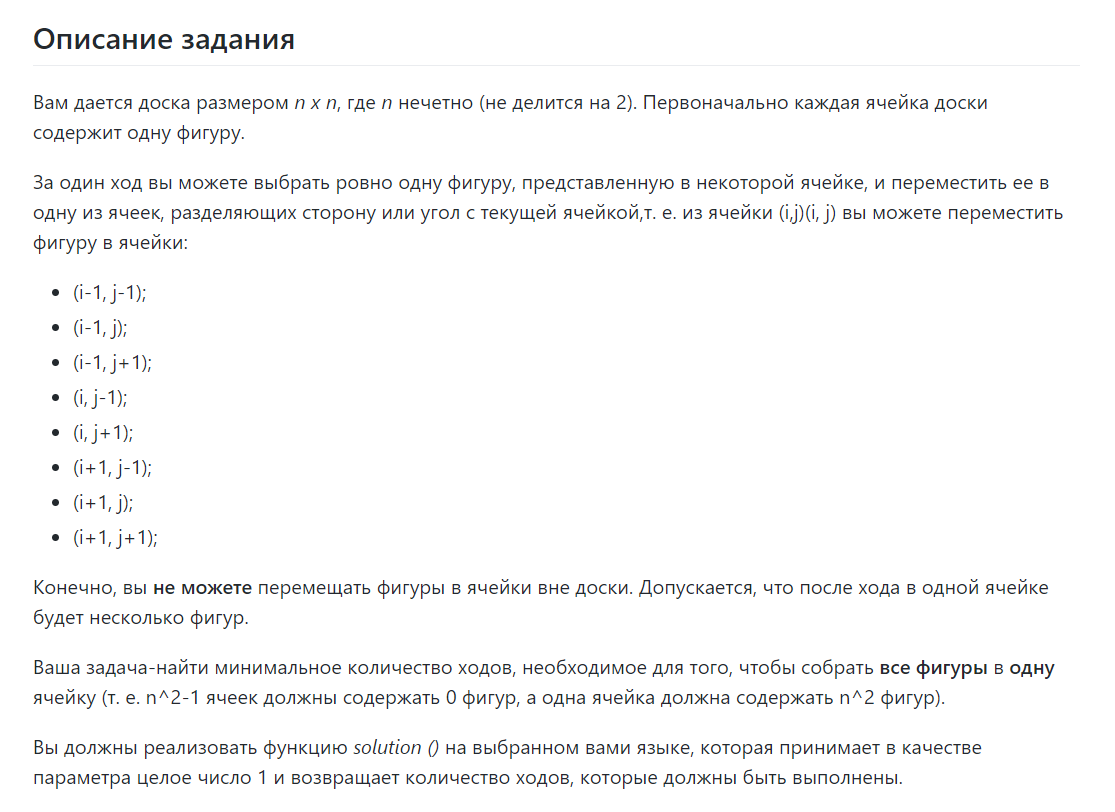 Описание задания
Вам дается доска размером n x n, где n нечетно (не делится на 2). Первоначально каждая ячейка доски
содержит одну фигуру.
За один ход вы можете выбрать ровно одну фигуру, представленную в некоторой ячейке, и переместить ее в
одну из ячеек, разделяющих сторону или угол с текущей ячейкой,т. е. из ячейки (i,j)(i, j) вы можете переместить
фигуру в ячейки:
• (i-1, j-1);
• (i-1, j);
• (i-1, j+1);
• (i, j-1);
• (i, j+1);
• (i+1, j-1);
• (i+1, j);
• (i+1, j+1);
Конечно, вы не можете перемещать фигуры в ячейки вне доски. Допускается, что после хода в одной ячейке
будет несколько фигур.
Ваша задача-найти минимальное количество ходов, необходимое для того, чтобы собрать все фигуры в одну
ячейку (т. е. n^2-1 ячеек должны содержать 0 фигур, а одна ячейка должна содержать n^2 фигур).
Вы должны реализовать функцию solution () на выбранном вами языке, которая принимает в качестве
параметра целое число 1 и возвращает количество ходов, которые должны быть выполнены.